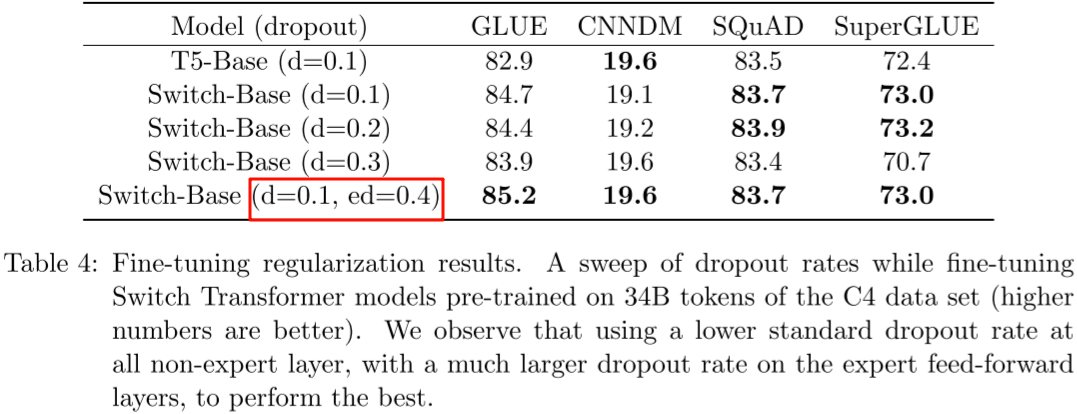 Model (dropout) GLUE CNNDM SQuAD SuperGLUE
T5-Base (d=0.1) 82.9 19.6 83.5 72.4
Switch-Base (d=0.1) 84.7 19.1 83.7 73.0
Switch-Base (d=0.2) 84.4 19.2 83.9 73.2
Switch-Base (d=0.3) 83.9 19.6 83.4 70.7
Switch-Base (d=0.1, ed=0.4) 85.2 19.6 83.7 73.0
Table 4: Fine-tuning regularization results. A sweep of dropout rates while fine-tuning
Switch Transformer models pre-trained on 34B tokens of the C4 data set (higher
numbers are better). We observe that using a lower standard dropout rate at
all non-expert layer, with a much larger dropout rate on the expert feed-forward
layers, to perform the best.